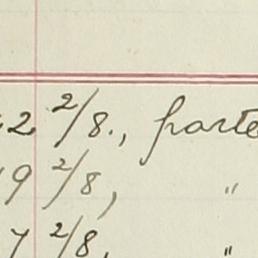 2 2/8., parte
9 2/8, "
7 2/8, "